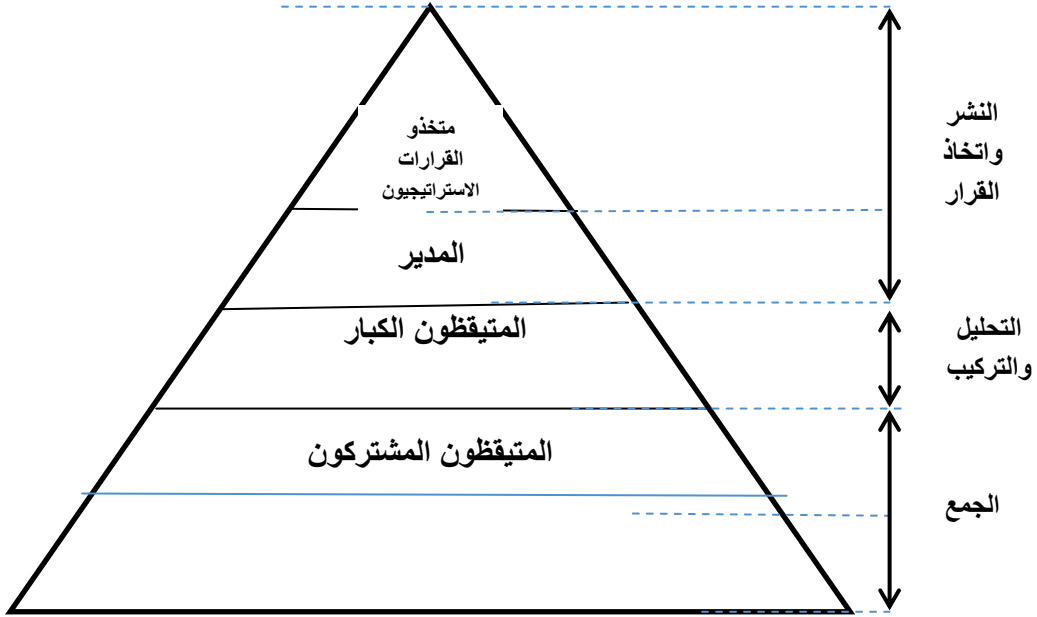 متخذو
القرارات
الاستراتيجيون
المدير
المتيقظون الكبار
المتيقظون المشتركون
النشر
واتخاذ
القرار
التحليل
والتركيب
الجمع